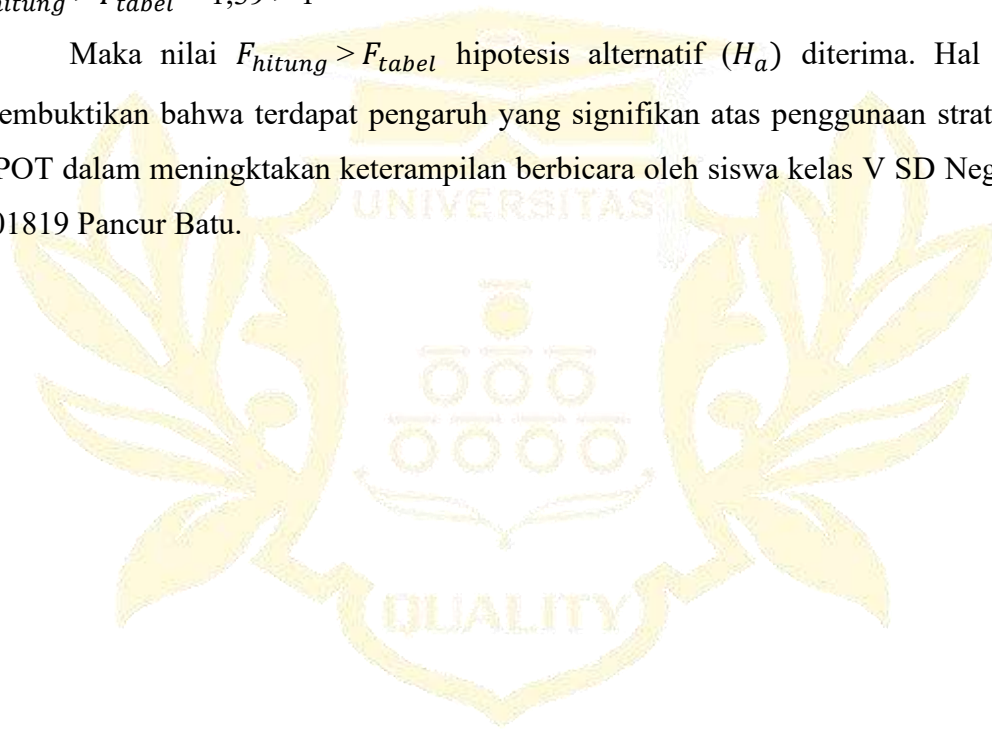 Maka nilai F_hitung > F_tabel hipotesis alternatif (H_a) diterima. Hal
embuktikan bahwa terdapat pengaruh yang signifikan atas penggunaan strat
POT dalam meningktakan keterampilan berbicara oleh siswa kelas V SD Neg
01819 Pancur Batu.
UNIVERSITAS
QUALITY